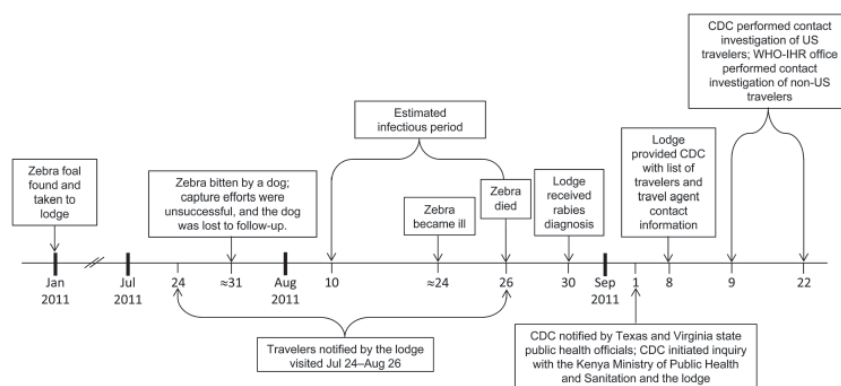 CDC performed contact
investigation of US
travelers; WHO-IHR office
performed contact
investigation of non-US
travelers
Estimated
infectious period
Zebra foal
found and
taken to
lodge
Zebra bitten by a dog;
capture efforts were
unsuccessful, and the dog
was lost to follow-up.
Zebra
became ill
Zebra
died
Lodge
received
rabies
diagnosis
Lodge
provided CDC
with list of
travelers and
travel agent
contact
information
Jan
2011
Jul
2011
24
≈31
Aug
2011
10
≈24
26
30
Sep
2011
1
8
9
22
Travelers notified by the lodge
visited Jul 24–Aug 26
CDC notified by Texas and Virginia state
public health officials; CDC initiated inquiry
with the Kenya Ministry of Public Health
and Sanitation and the lodge